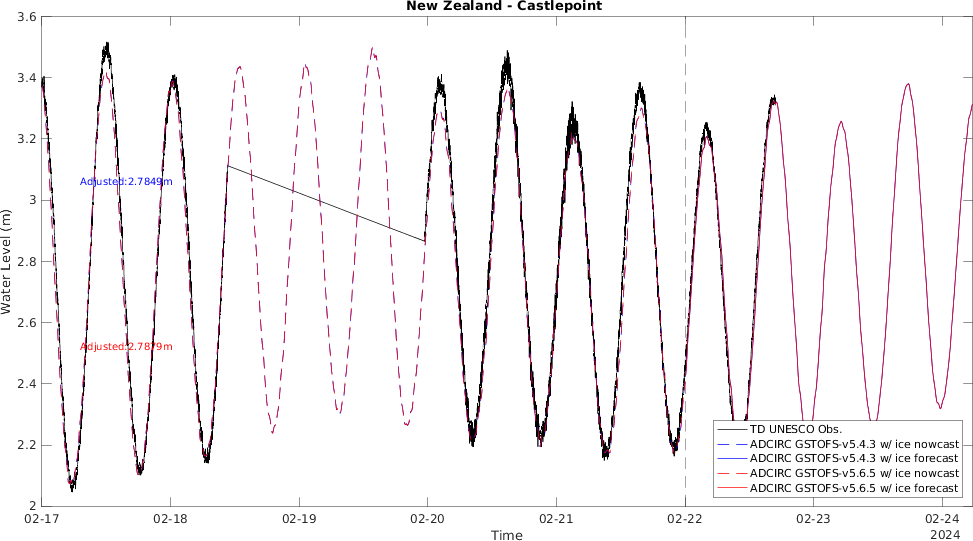 New Zealand - Castlepoint
Water Level (m)
3.6
3.4
3.2
3
2.8
2.6
2.4
2.2
2
Adjusted:2.7849m
Adjusted:2.7879m
TD UNESCO Obs.
ADCIRC GSTOFS-v5.4.3 w/ ice nowcast
ADCIRC GSTOFS-v5.4.3 w/ ice forecast
ADCIRC GSTOFS-v5.6.5 w/ ice nowcast
ADCIRC GSTOFS-v5.6.5 w/ ice forecast
02-17 02-18 02-19 02-20 02-21 02-22 02-23 02-24
Time
2024